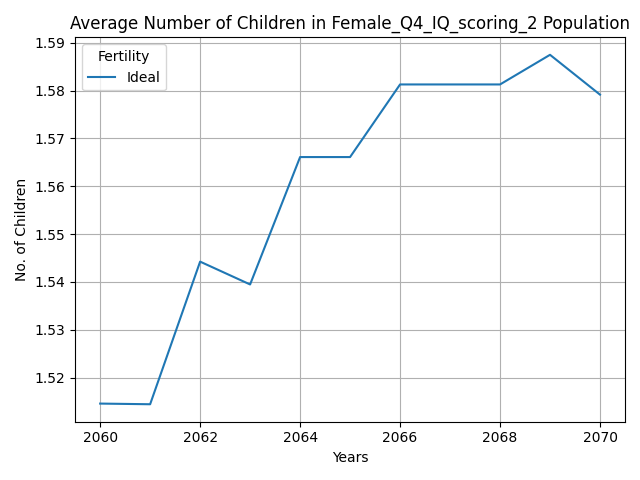 Average Number of Children in Female_Q4_IQ_scoring_2 Population
Fertility
Ideal
No. of Children
1.59
1.58
1.57
1.56
1.55
1.54
1.53
1.52
2060 2062 2064 2066 2068 2070
Years